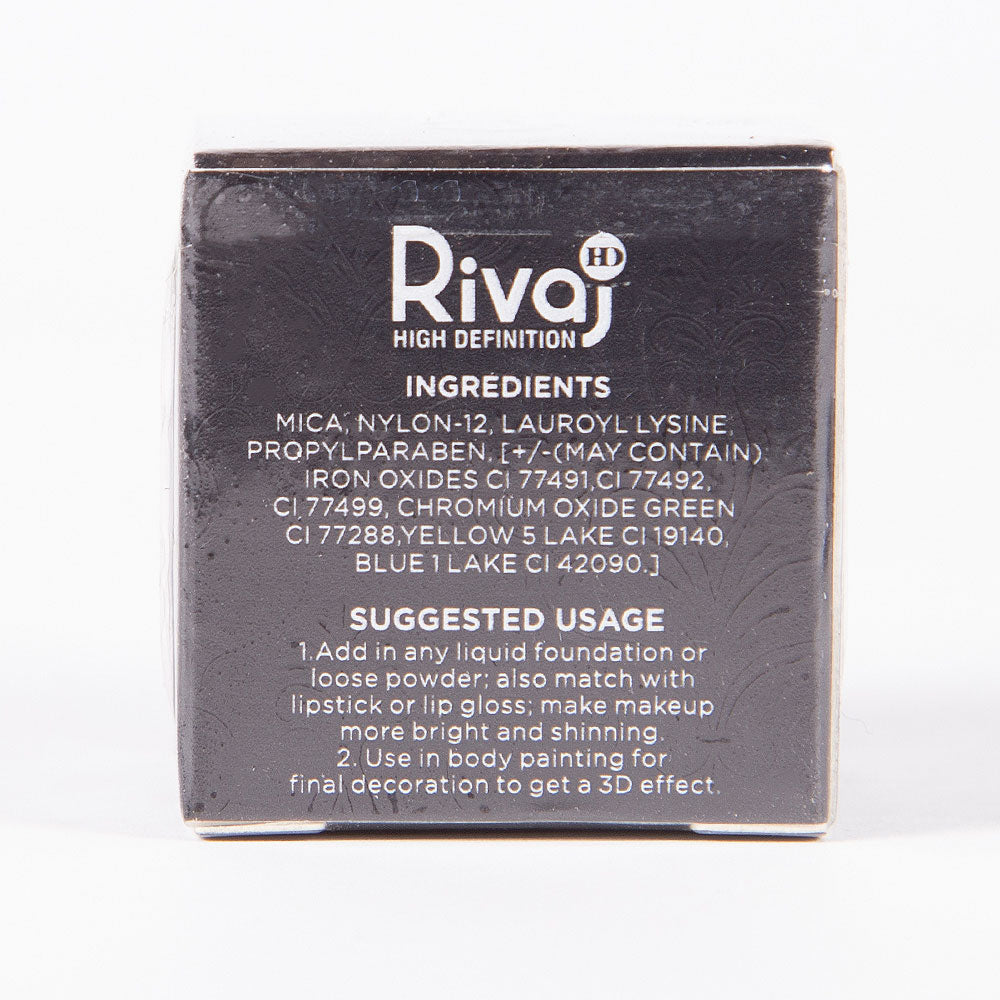 Rivaj HD
HIGH DEFINITION
INGREDIENTS
MICA, NYLON-12, LAUROYL LYSINE,
PROPYLPARABEN, [+/-(MAY CONTAIN):
IRON OXIDES CI 77491,CI 77492,
CI 77499, CHROMIUM OXIDE GREEN
CI 77288,YELLOW 5 LAKE CI 19140,
BLUE 1 LAKE CI 42090.]
SUGGESTED USAGE
1.Add in any liquid foundation or
loose powder; also match with
lipstick or lip gloss; make makeup
more bright and shinning.
2. Use in body painting for
final decoration to get a 3D effect.